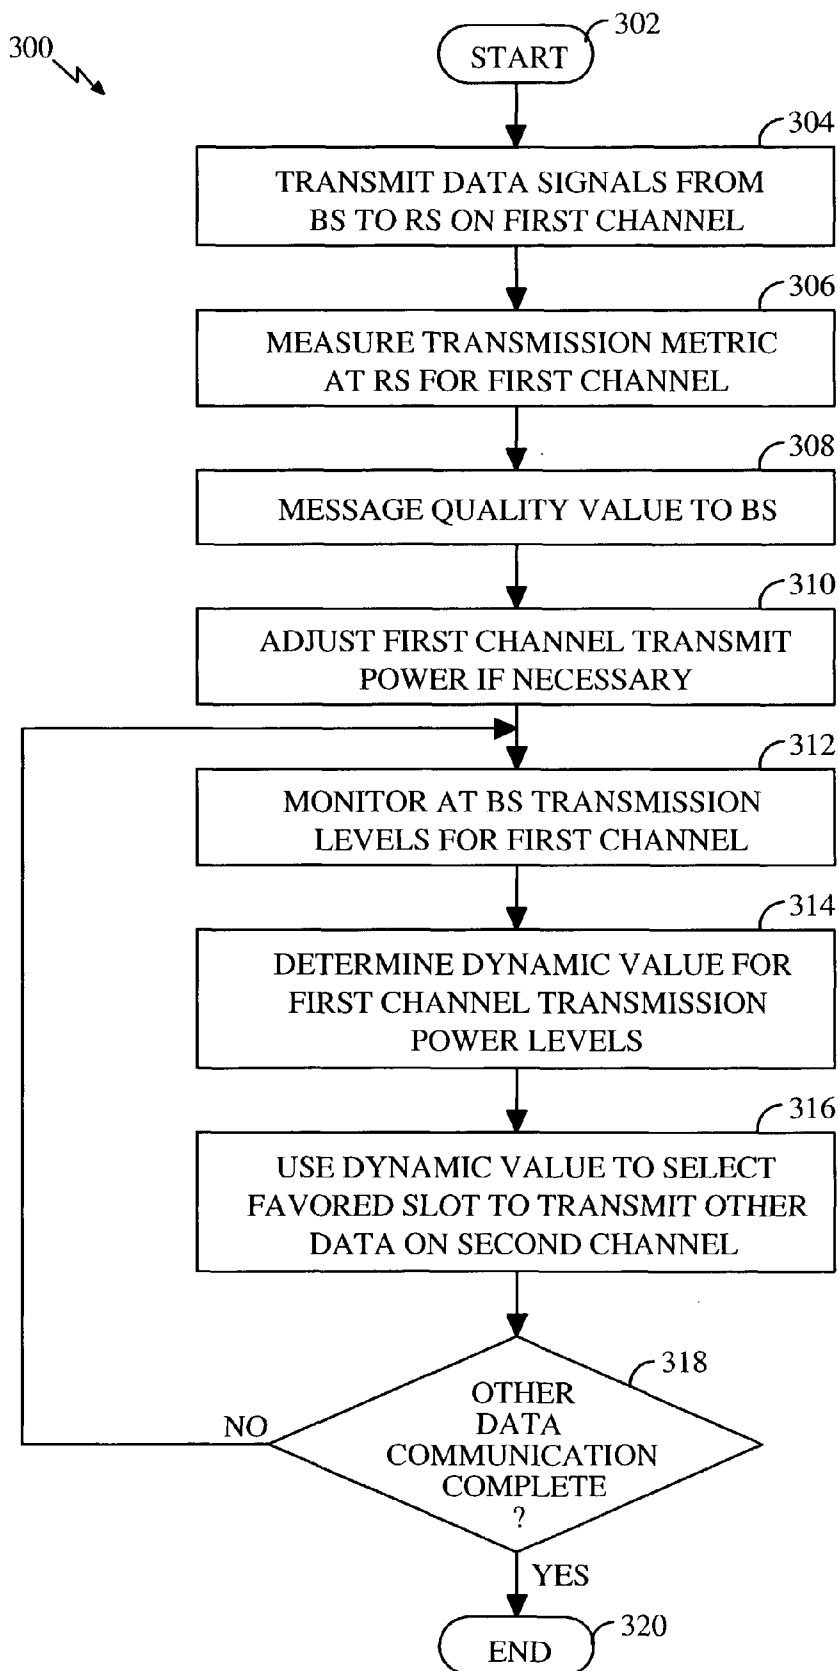 300
302
START
304
TRANSMIT DATA SIGNALS FROM
BS TO RS ON FIRST CHANNEL
306
MEASURE TRANSMISSION METRIC
AT RS FOR FIRST CHANNEL
308
MESSAGE QUALITY VALUE TO BS
310
ADJUST FIRST CHANNEL TRANSMIT
POWER IF NECESSARY
312
MONITOR AT BS TRANSMISSION
LEVELS FOR FIRST CHANNEL
314
DETERMINE DYNAMIC VALUE FOR
FIRST CHANNEL TRANSMISSION
POWER LEVELS
316
USE DYNAMIC VALUE TO SELECT
FAVORED SLOT TO TRANSMIT OTHER
DATA ON SECOND CHANNEL
318
OTHER
DATA
COMMUNICATION
COMPLETE
?
NO
YES
320
END